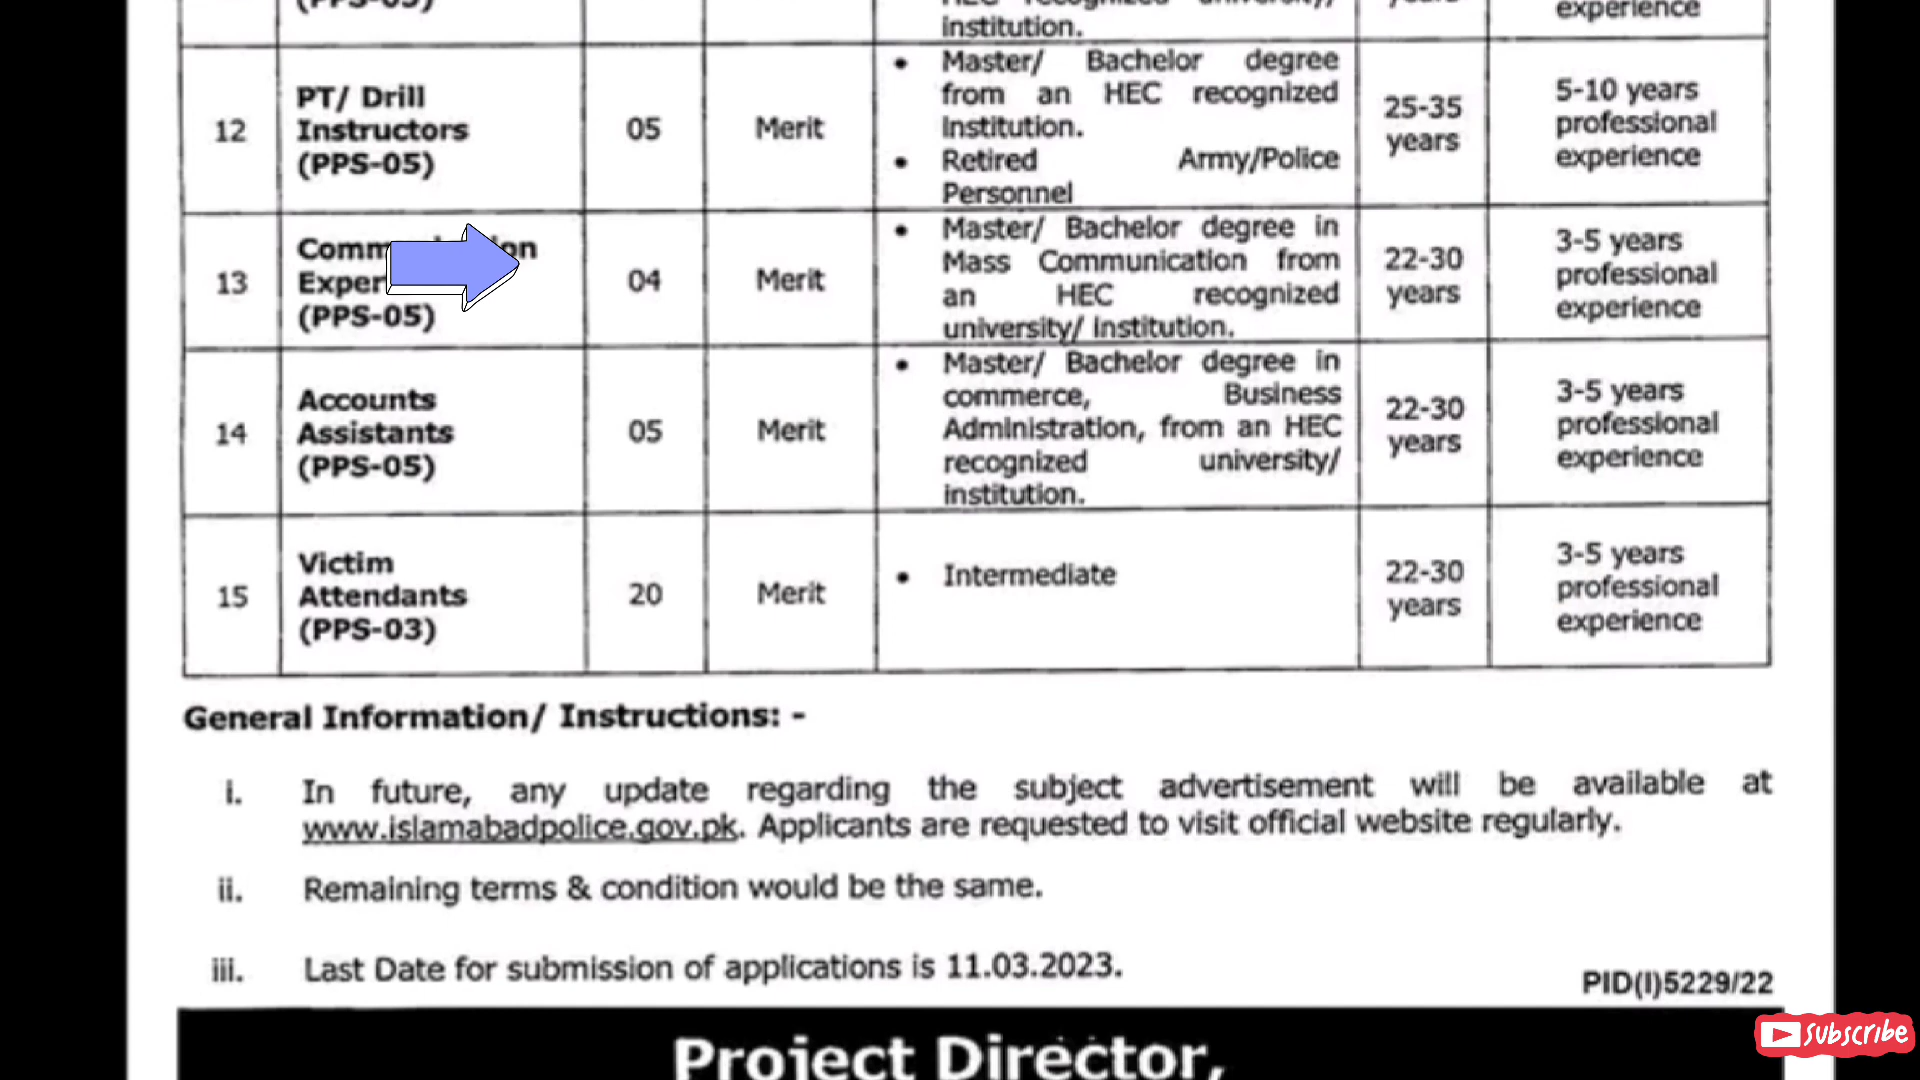 (PPS-05)
HEC recognized university/
institution.
years
experience
12
PT/ Drill
Instructors
(PPS-05)
05
Merit
• Master/ Bachelor degree
from an HEC recognized
Institution.
• Retired Army/Police
Personnel
25-35
years
5-10 years
professional
experience
13
(PPS-05)
04
Merit
• Master/ Bachelor degree in
Mass Communication from
an HEC recognized
university/ Institution.
22-30
years
3-5 years
professional
experience
14
Accounts
Assistants
(PPS-05)
05
Merit
• Master/ Bachelor degree in
commerce, Business
Administration, from an HEC
recognized university/
institution.
22-30
years
3-5 years
professional
experience
15
Victim
Attendants
(PPS-03)
20
Merit
• Intermediate
22-30
years
3-5 years
professional
experience
General Information/ Instructions: -
i. In future, any update regarding the subject advertisement will be available at
www.islamabadpolice.gov.pk. Applicants are requested to visit official website regularly.
ii. Remaining terms & condition would be the same.
iii. Last Date for submission of applications is 11.03.2023.
PID(I)5229/22
Project Director,
Subscribe